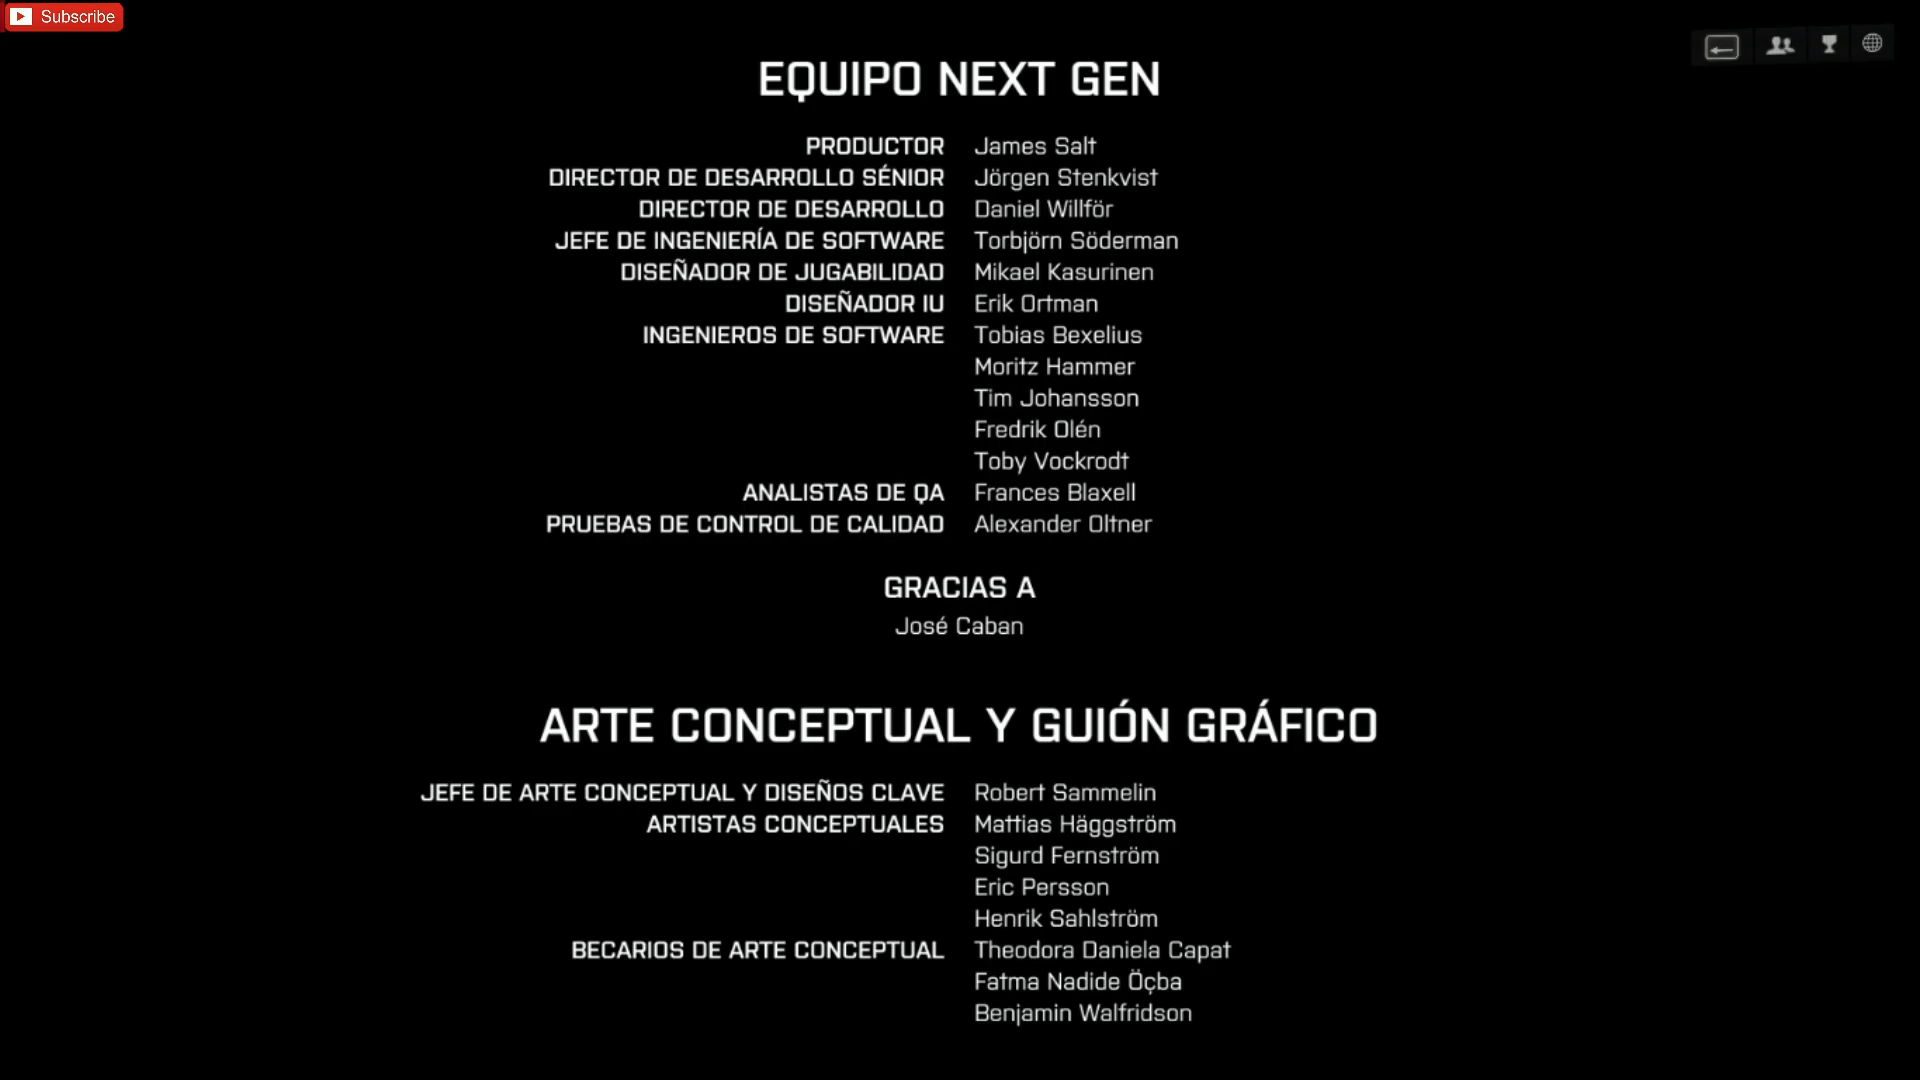 Subscribe
EQUIPO NEXT GEN
PRODUCTOR James Salt
DIRECTOR DE DESARROLLO SÉNIOR Jörgen Stenkvist
DIRECTOR DE DESARROLLO Daniel Willför
JEFE DE INGENIERÍA DE SOFTWARE Torbjörn Söderman
DISEÑADOR DE JUGABILIDAD Mikael Kasurinen
DISEÑADOR IU Erik Ortman
INGENIEROS DE SOFTWARE Tobias Bexelius
Moritz Hammer
Tim Johansson
Fredrik Olén
Toby Vockrodt
ANALISTAS DE QA Frances Blaxell
PRUEBAS DE CONTROL DE CALIDAD Alexander Oltner
GRACIAS A
José Caban
ARTE CONCEPTUAL Y GUIÓN GRÁFICO
JEFE DE ARTE CONCEPTUAL Y DISEÑOS CLAVE Robert Sammelin
ARTISTAS CONCEPTUALES Mattias Häggström
Sigurd Fernström
Eric Persson
Henrik Sahlström
BECARIOS DE ARTE CONCEPTUAL Theodora Daniela Capat
Fatma Nadide Öçba
Benjamin Walfridson